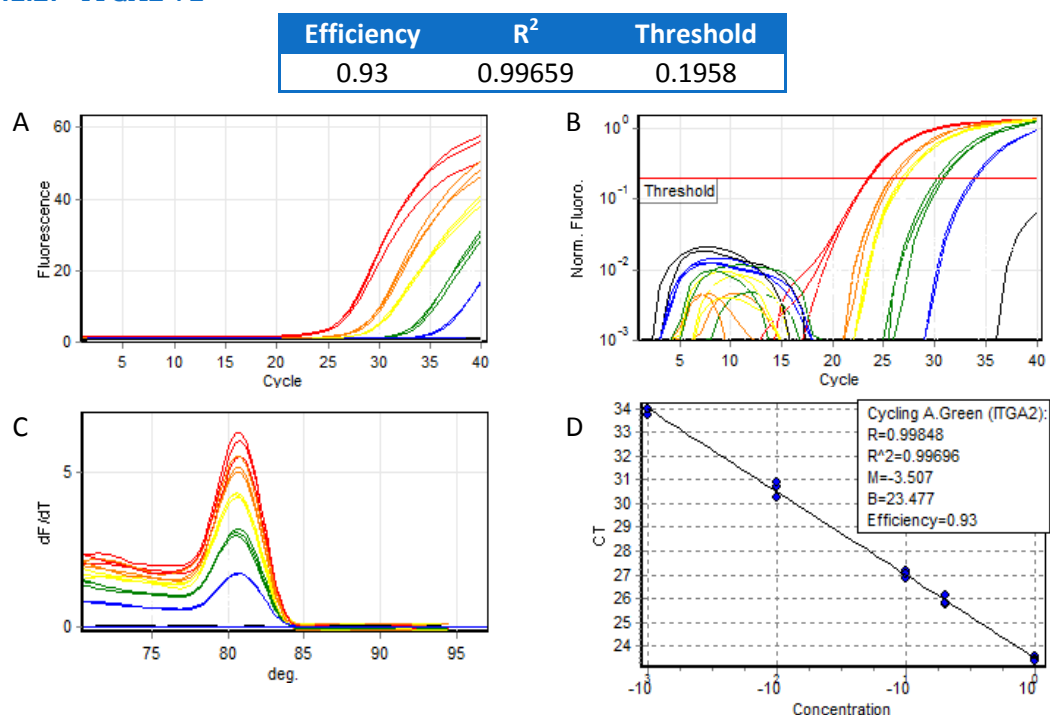 Efficiency R² Threshold
0.93 0.99659 0.1958
A
60
40
20
0
Fluorescence
5 10 15 20 25 30 35 40
Cycle
B
10⁰
10⁻¹
10⁻²
10⁻³
Norm. Fluoro.
Threshold
5 10 15 20 25 30 35 40
Cycle
C
5
0
dF/dT
75 80 85 90 95
deg.
D
34
33
32
31
30
29
28
27
26
25
24
CT
Cycling A.Green (ITGA2):
R=0.99848
R^2=0.99696
M=-3.507
B=23.477
Efficiency=0.93
-10 10⁰
Concentration